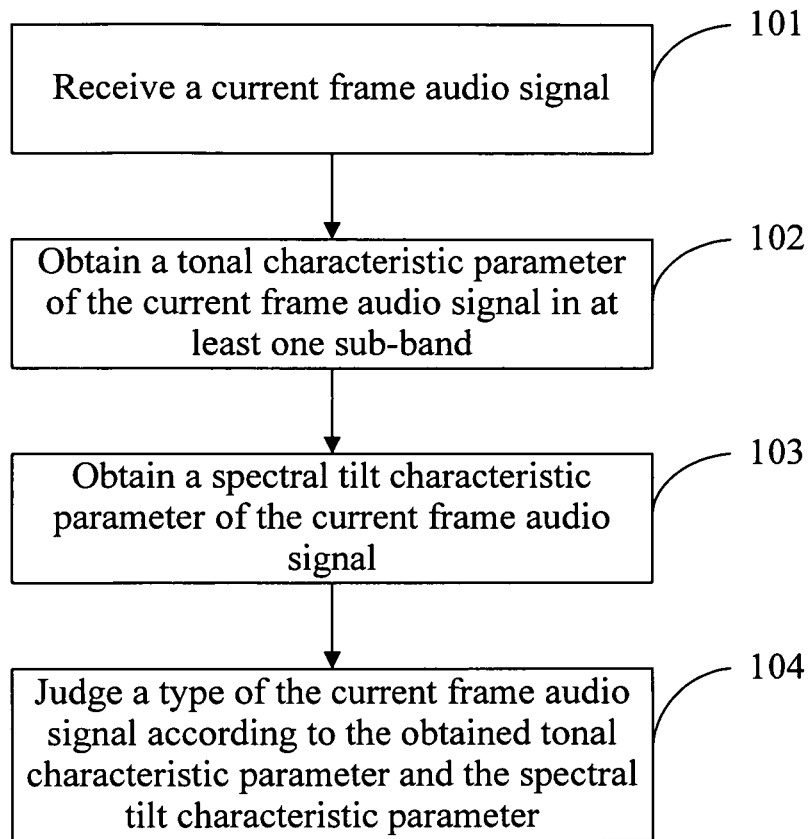 101
Receive a current frame audio signal
102
Obtain a tonal characteristic parameter
of the current frame audio signal in at
least one sub-band
103
Obtain a spectral tilt characteristic
parameter of the current frame audio
signal
104
Judge a type of the current frame audio
signal according to the obtained tonal
characteristic parameter and the spectral
tilt characteristic parameter